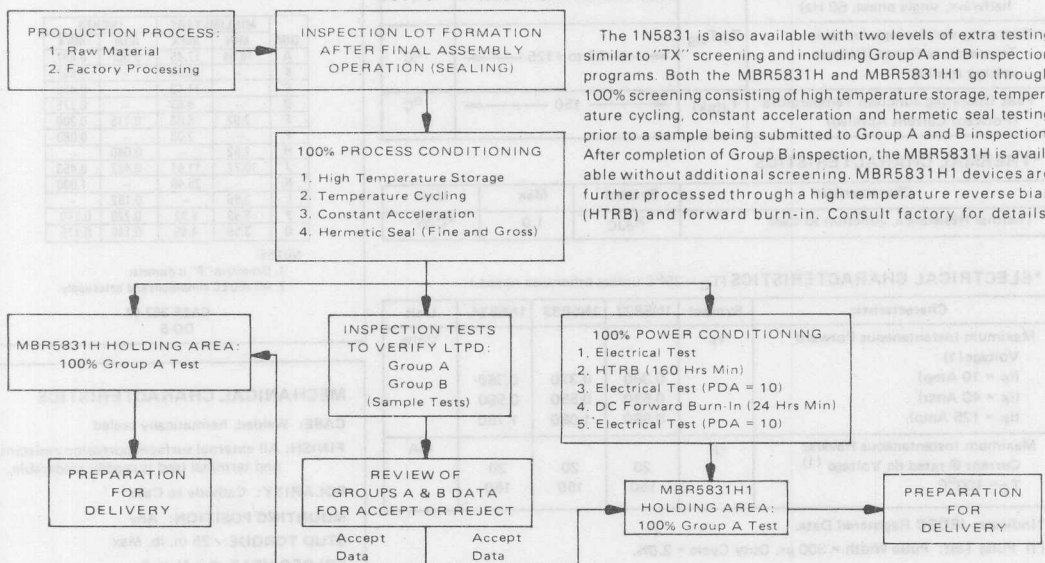 PRODUCTION PROCESS:
1. Raw Material
2. Factory Processing
INSPECTION LOT FORMATION
AFTER FINAL ASSEMBLY
OPERATION (SEALING)
The 1N5831 is also available with two levels of extra testing
similar to "TX" screening and including Group A and B inspection
programs. Both the MBR5831H and MBR5831H1 go through
100% screening consisting of high temperature storage, temper-
ature cycling, constant acceleration and hermetic seal testing
prior to a sample being submitted to Group A and B inspection.
After completion of Group B inspection, the MBR5831H is avail-
able without additional screening. MBR5831H1 devices are
further processed through a high temperature reverse bias
(HTRB) and forward burn-in. Consult factory for details.
100% PROCESS CONDITIONING
1. High Temperature Storage
2. Temperature Cycling
3. Constant Acceleration
4. Hermetic Seal (Fine and Gross)
MBR5831H HOLDING AREA:
100% Group A Test
INSPECTION TESTS
TO VERIFY LTPD:
Group A
Group B
(Sample Tests)
100% POWER CONDITIONING
1. Electrical Test
2. HTRB (160 Hrs Min)
3. Electrical Test (PDA = 10)
4. DC Forward Burn-In (24 Hrs Min)
5. Electrical Test (PDA = 10)
PREPARATION
FOR
DELIVERY
REVIEW OF
GROUPS A & B DATA
FOR ACCEPT OR REJECT
MBR5831H1
HOLDING AREA:
100% Group A Test
PREPARATION
FOR
DELIVERY
Accept
Data
Accept
Data